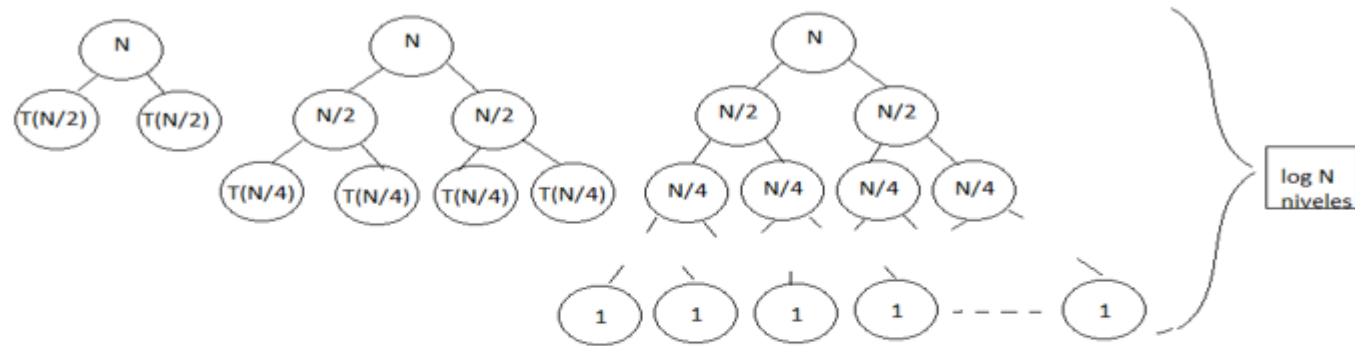 N
T(N/2) T(N/2)
N
N/2 N/2
T(N/4) T(N/4) T(N/4) T(N/4)
N
N/2 N/2
N/4 N/4 N/4 N/4
1 1 1 1 1
log N
niveles